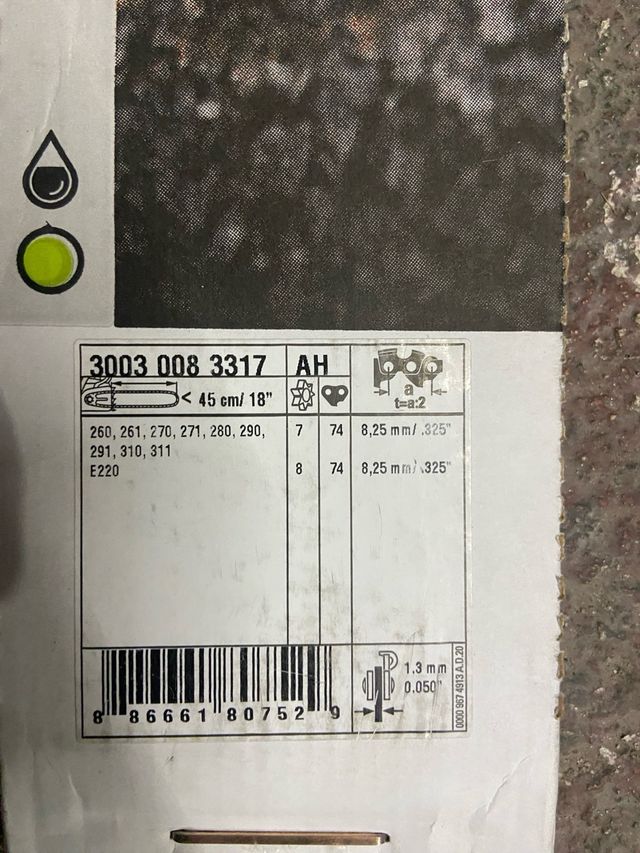 3003 008 3317 AH
a
t=a:2
< 45 cm/ 18"
260, 261, 270, 271, 280, 290, 7 74 8,25 mm/ .325"
291, 310, 311
E220 8 74 8,25 mm/ .325"
1.3 mm
0.050"
8 86661 80752 9
0000 967 4913 A.D.20